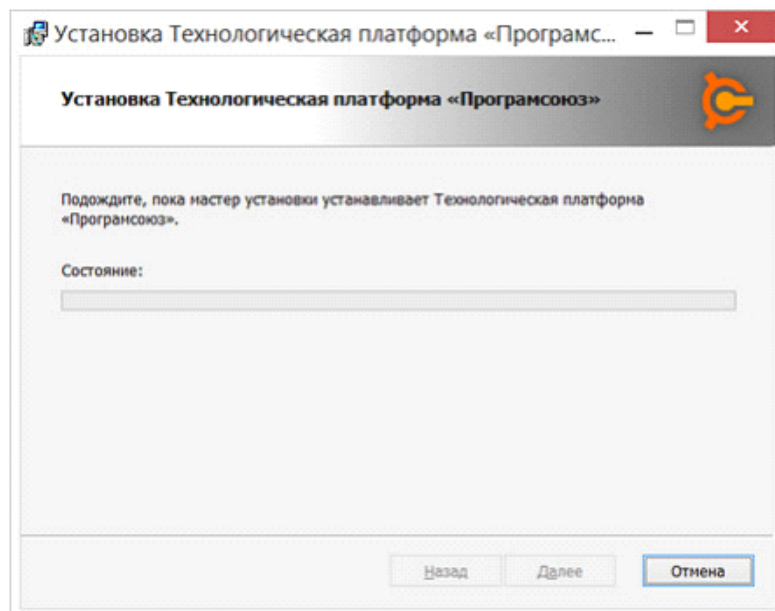 Установка Технологическая платформа «Програмс...
Установка Технологическая платформа «Програмсоюз»
Подождите, пока мастер установки устанавливает Технологическая платформа
«Програмсоюз».
Состояние:
Назад
Далее
Отмена